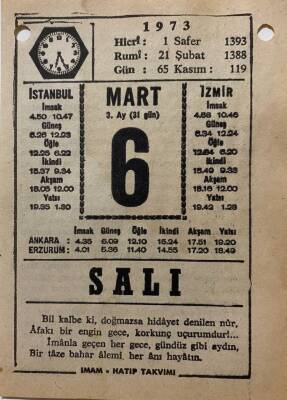 1973
Hicrî : 1 Safer 1393
Rumî : 21 Şubat 1388
Gün : 65 Kasım : 119
İSTANBUL
İmsak
4.50 10.47
Güneş
6.26 12.23
Öğle
12.25 6.22
İkindi
15.37 9.34
Akşam
18.05 12.00
Yatsı
19.35 1.30
MART
3. Ay (31 gün)
6
İZMİR
İmsak
4.58 10.45
Güneş
6.34 12.24
Öğle
12.34 6.20
İkindi
15.49 9.33
Akşam
18.16 12.00
Yatsı
19.42 1.28
İmsak Güneş Öğle İkindi Akşam Yatsı
ANKARA : 4.35 6.09 12.10 15.24 17.51 19.20
ERZURUM : 4.01 5.36 11.40 14.55 17.20 18.49
SALI
Bil kalbe ki, doğmazsa hidâyet denilen nûr,
Âfakı bir engin gece, korkunç uçurumdur!...
İmânla geçen her gece, gündüz gibi aydın,
Bir tâze bahar âlemi, her ânı hayâtın.
İMAM - HATIP TAKVİMİ